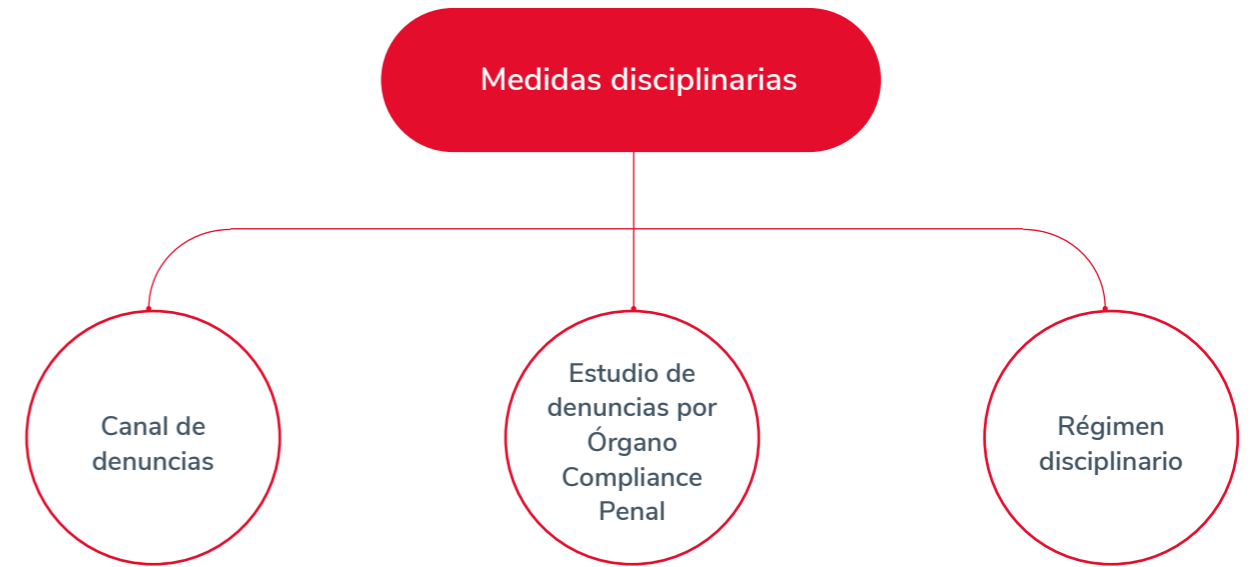 Medidas disciplinarias
Canal de
denuncias
Estudio de
denuncias por
Órgano
Compliance
Penal
Régimen
disciplinario